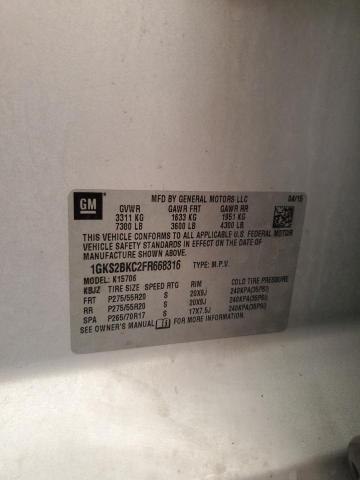 GM
MFD BY GENERAL MOTORS LLC 04/15
GVWR GAWR FRT GAWR RR
3311 KG 1633 KG 1951 KG
7300 LB 3600 LB 4300 LB
THIS VEHICLE CONFORMS TO ALL APPLICABLE U.S. FEDERAL MOTOR
VEHICLE SAFETY STANDARDS IN EFFECT ON THE DATE OF
MANUFACTURE SHOWN ABOVE.
1GKS2BKC2FR668316 TYPE: M.P.V.
MODEL: K15706
KBJZ TIRE SIZE SPEED RTG RIM COLD TIRE PRESSURE
FRT P275/55R20 S 20X9J 240KPA(35PSI)
RR P275/55R20 S 20X9J 240KPA(35PSI)
SPA P265/70R17 S 17X7.5J 240KPA(35PSI)
SEE OWNER'S MANUAL FOR MORE INFORMATION.